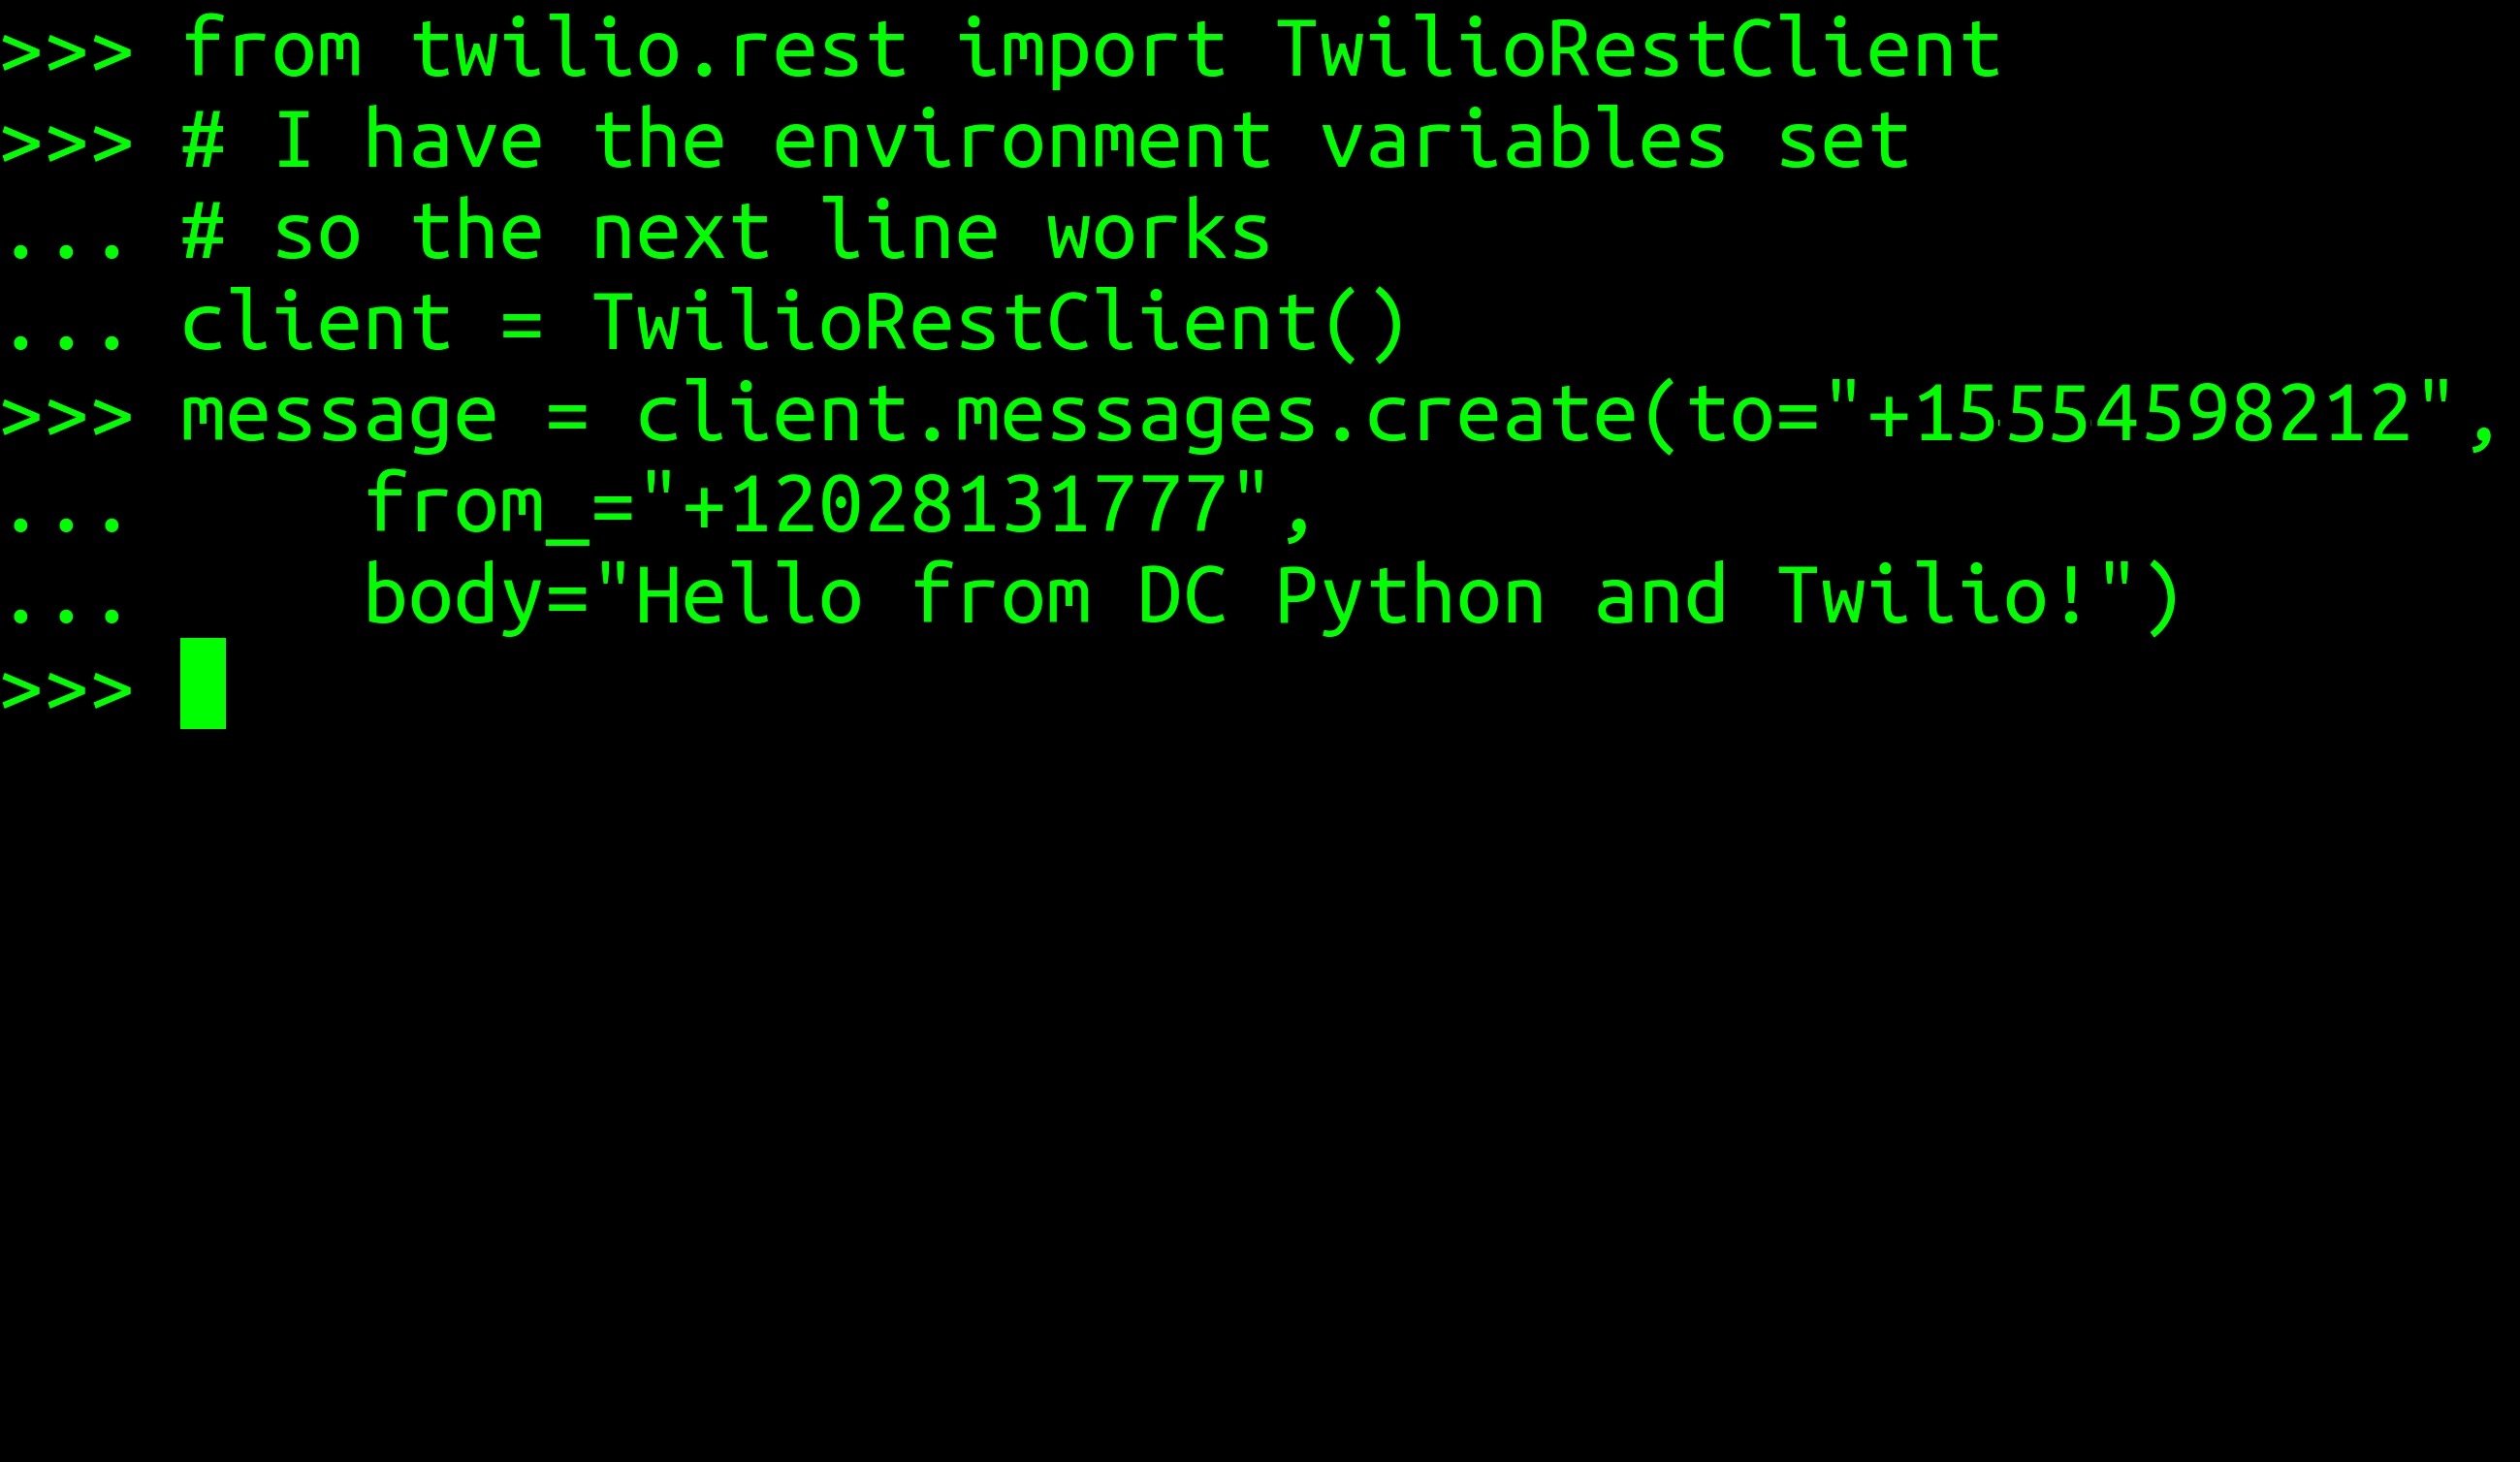 >>> from twilio.rest import TwilioRestClient
>>> # I have the environment variables set
... # so the next line works
... client = TwilioRestClient()
>>> message = client.messages.create(to="+15554598212",
...     from_="+12028131777",
...     body="Hello from DC Python and Twilio!")
>>>